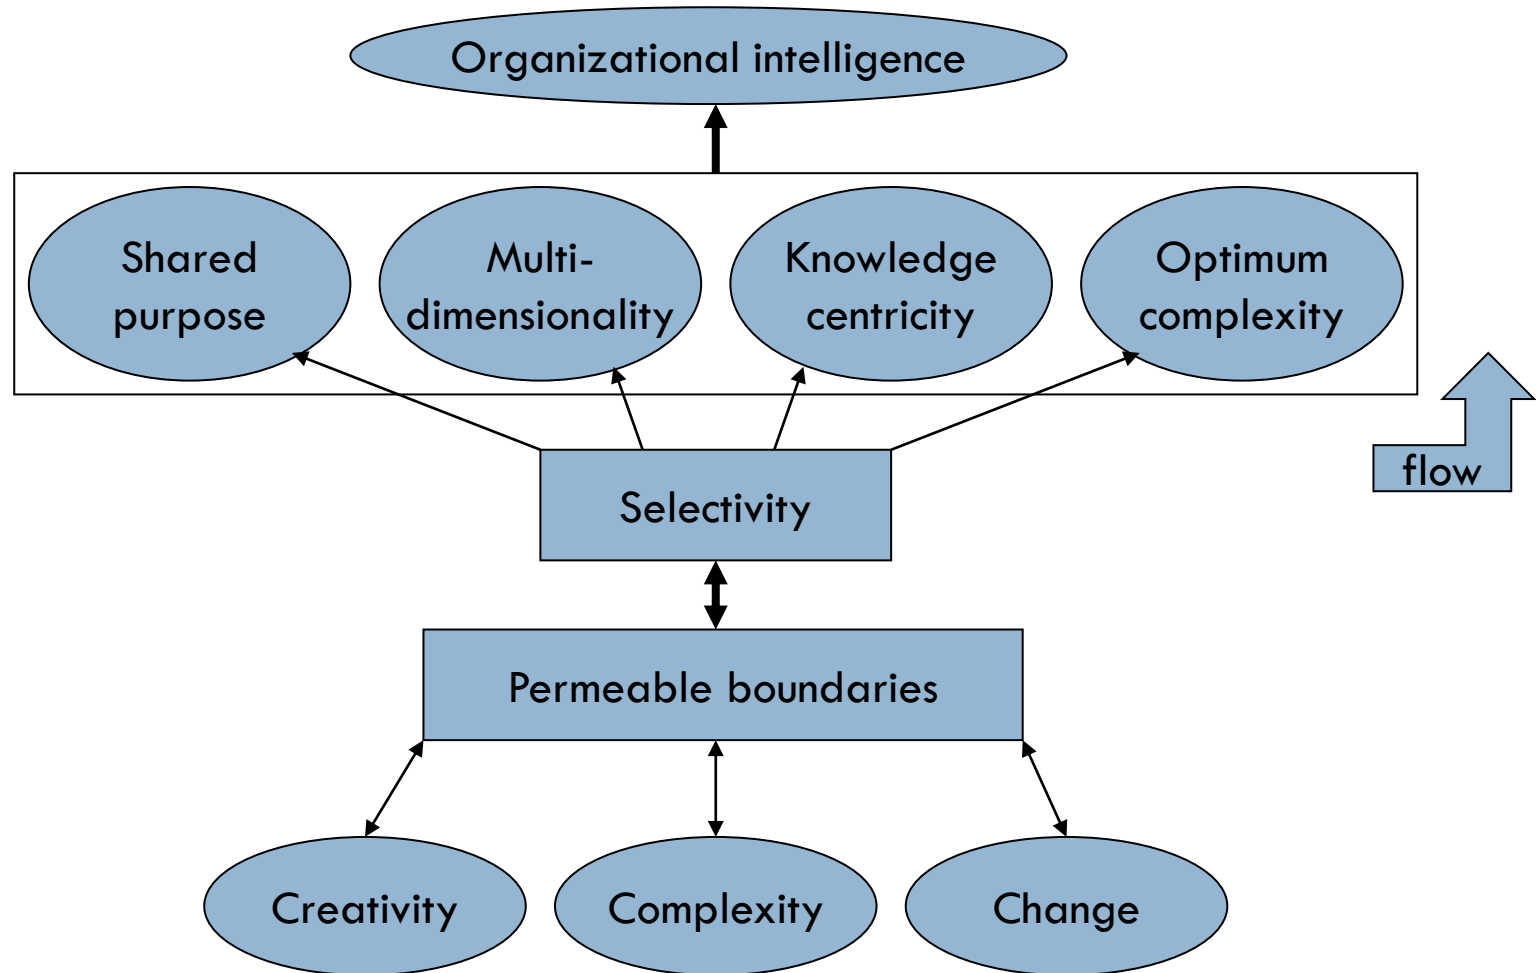 Organizational intelligence
Shared
purpose
Multi-
dimensionality
Knowledge
centricity
Optimum
complexity
flow
Selectivity
Permeable boundaries
Creativity
Complexity
Change